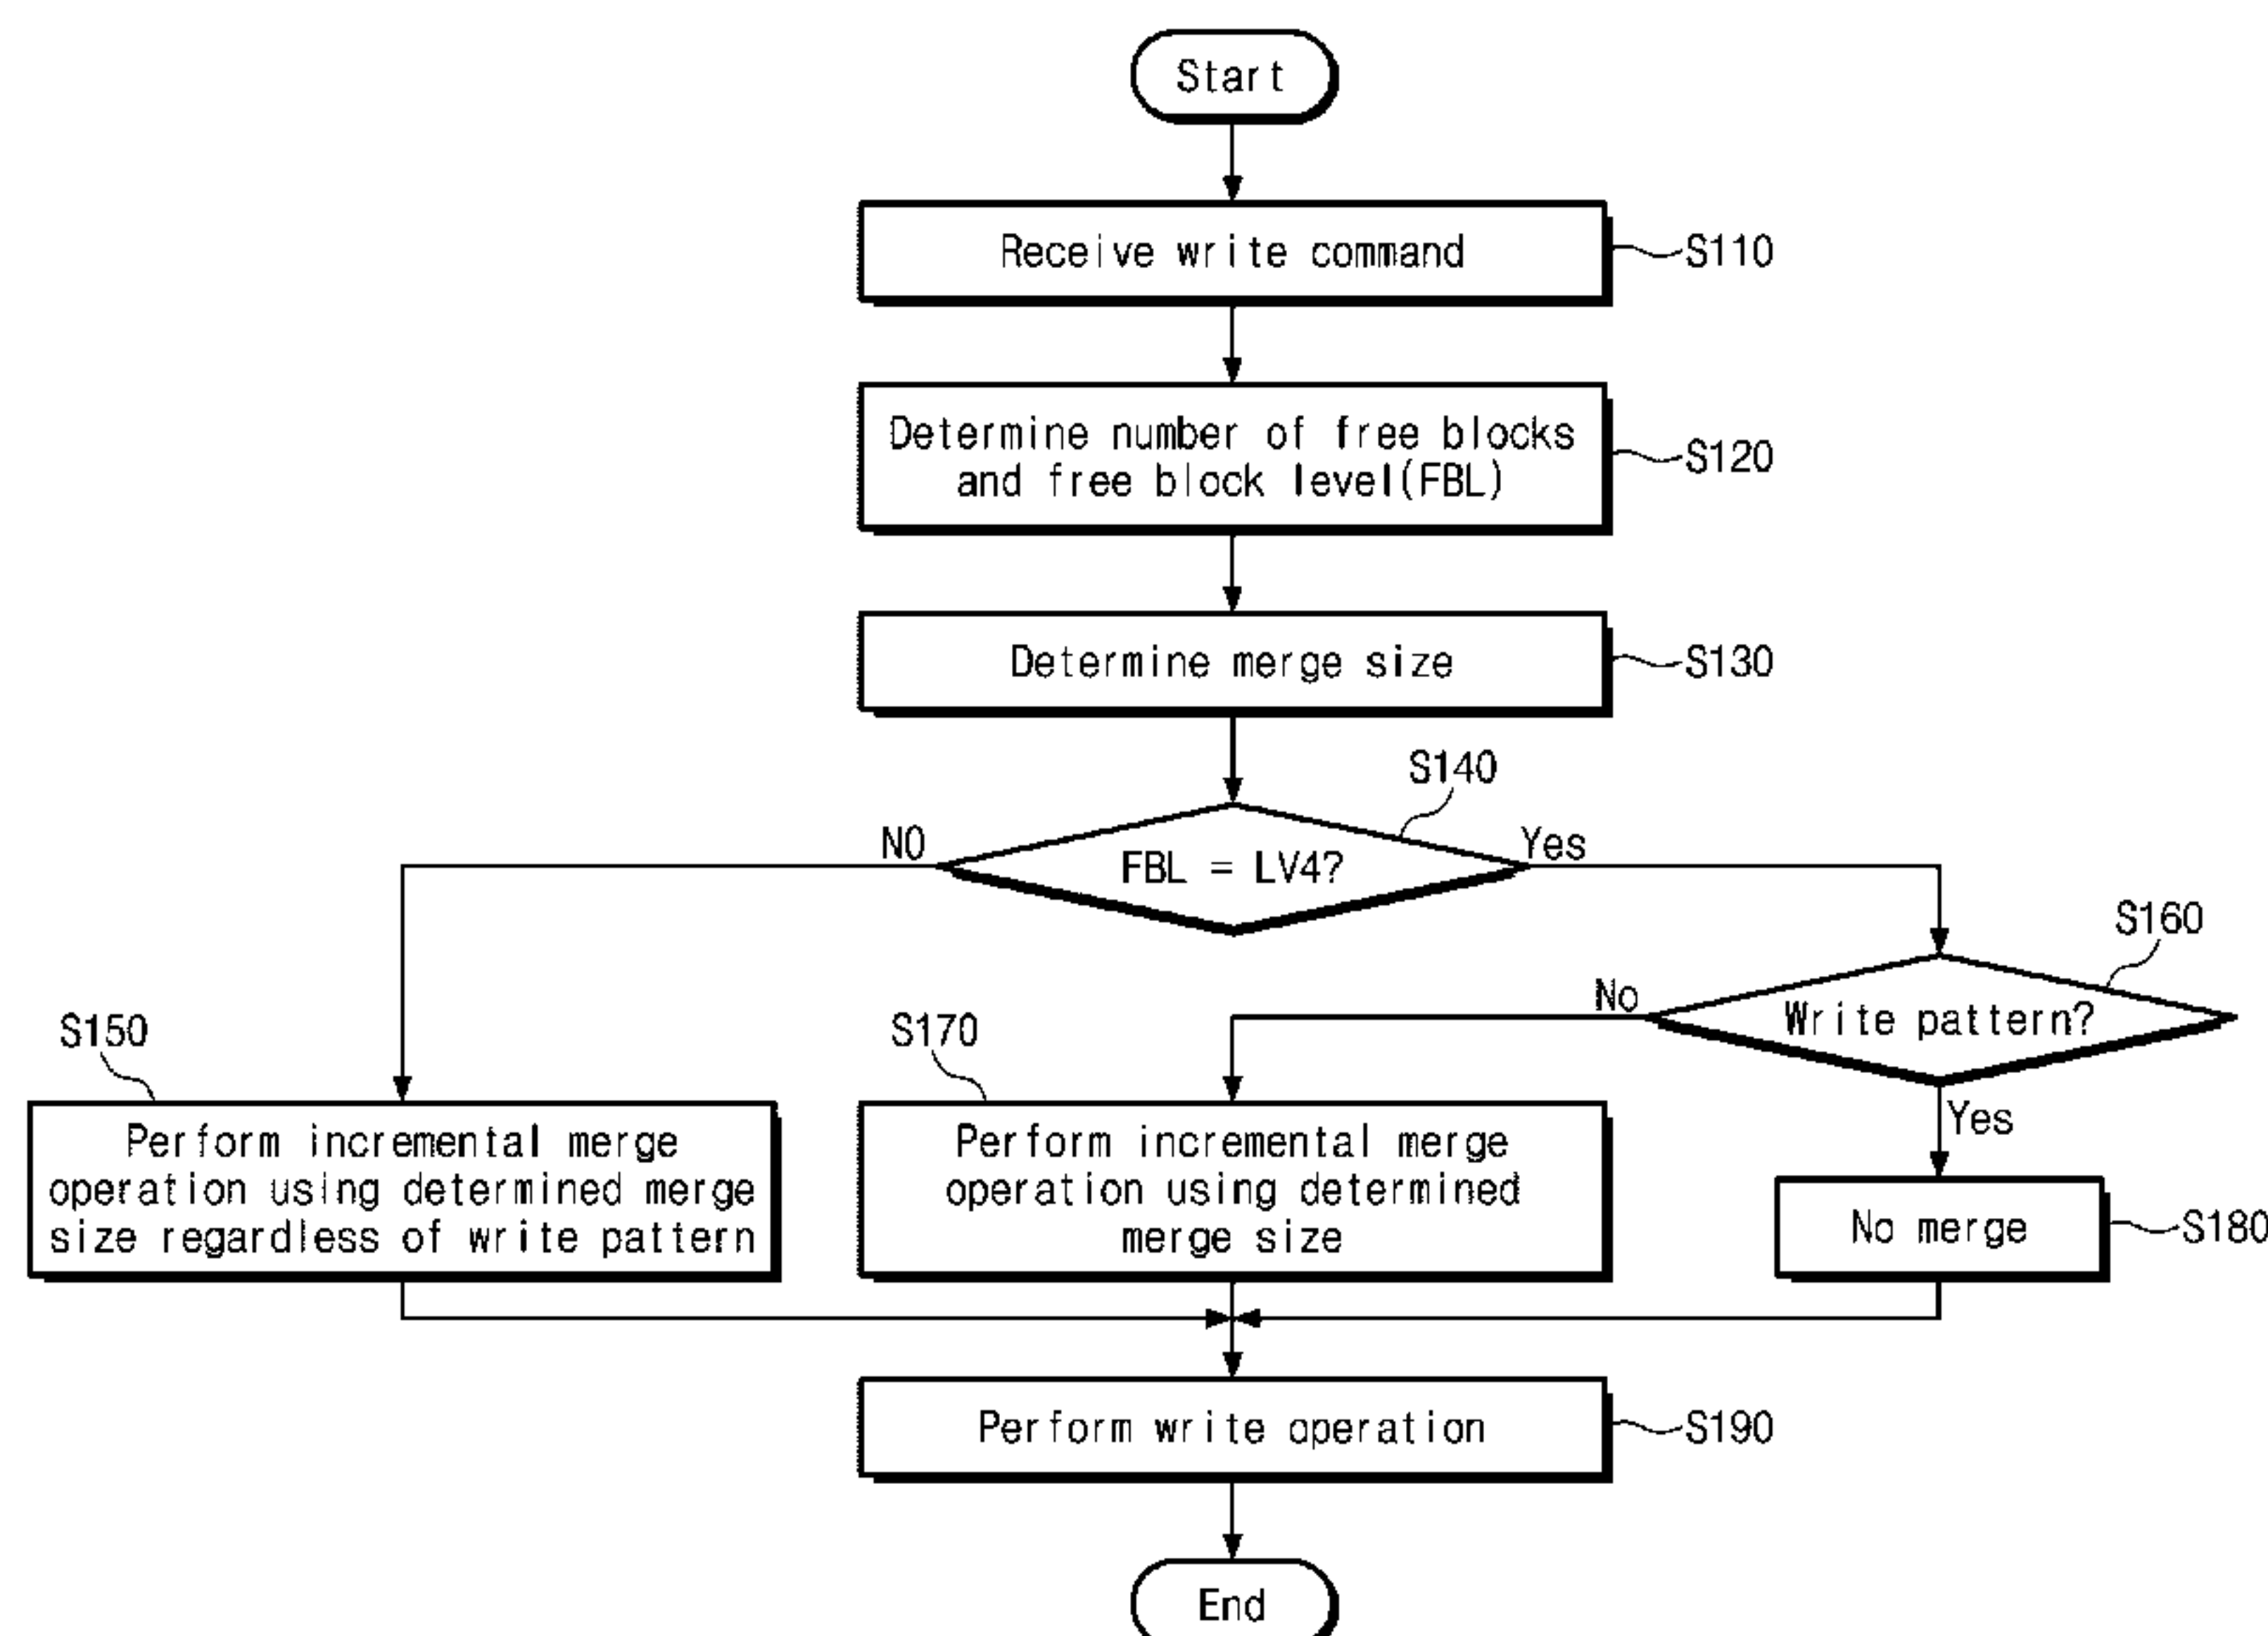 Start
Receive write command
S110
Determine number of free blocks
and free block level(FBL)
S120
Determine merge size
S130
S140
NO
FBL = LV4?
Yes
S160
No
Write pattern?
S150
S170
Yes
Perform incremental merge
operation using determined merge
size regardless of write pattern
Perform incremental merge
operation using determined
merge size
No merge
S180
Perform write operation
S190
End